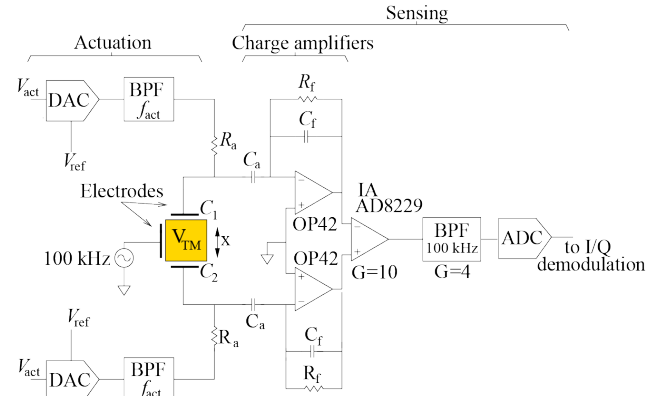 Sensing
Actuation
Charge amplifiers
Vact
DAC
BPF
fact
Vref
Ra
Rf
Cf
Ca
Electrodes
C1
VTM
x
C2
100 kHz
OP42
OP42
IA
AD8229
G=10
BPF
100 kHz
G=4
ADC
to I/Q
demodulation
Ca
Vref
Ra
Cf
Rf
Vact
DAC
BPF
fact